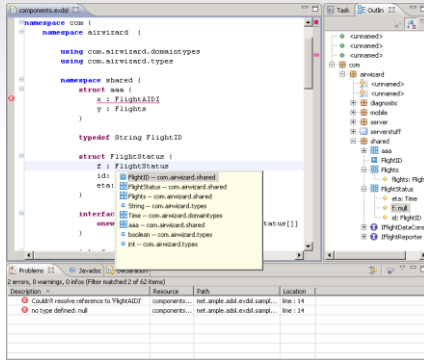 components.exdsl
namespace com {
namespace airwizard {
using com.airwizard.domaintypes
using com.airwizard.types
namespace shared {
struct aaa {
x : FlightAIDI
y : Flights
}
typedef String FlightID
struct FlightStatus {
f : FlightStatus
id:
eta:
}
interfac
onew
tatus[]]
}
FlightID -- com.airwizard.shared
FlightStatus -- com.airwizard.shared
Flights -- com.airwizard.shared
String -- com.airwizard.types
Time -- com.airwizard.domaintypes
aaa -- com.airwizard.shared
boolean -- com.airwizard.types
int -- com.airwizard.types
Task
Outlin
<unnamed>
<unnamed>
<unnamed>
com
airwizard
<unnamed>
<unnamed>
diagnostic
mobile
server
serverstuff
shared
aaa
FlightID
Flights
flights: Fligh
FlightStatus
eta: Time
f: null
id: FlightID
IFlightDataCons
IFlightReporter
Problems
Javadoc
Declaration
2 errors, 0 warnings, 0 infos (Filter matched 2 of 62 items)
Description
Resource
Path
Location
Couldn't resolve reference to 'FlightAIDI'
components...
net.ample.adsl.exdsl.sampl...
line : 14
no type defined: null
components...
net.ample.adsl.exdsl.sampl...
line : 14